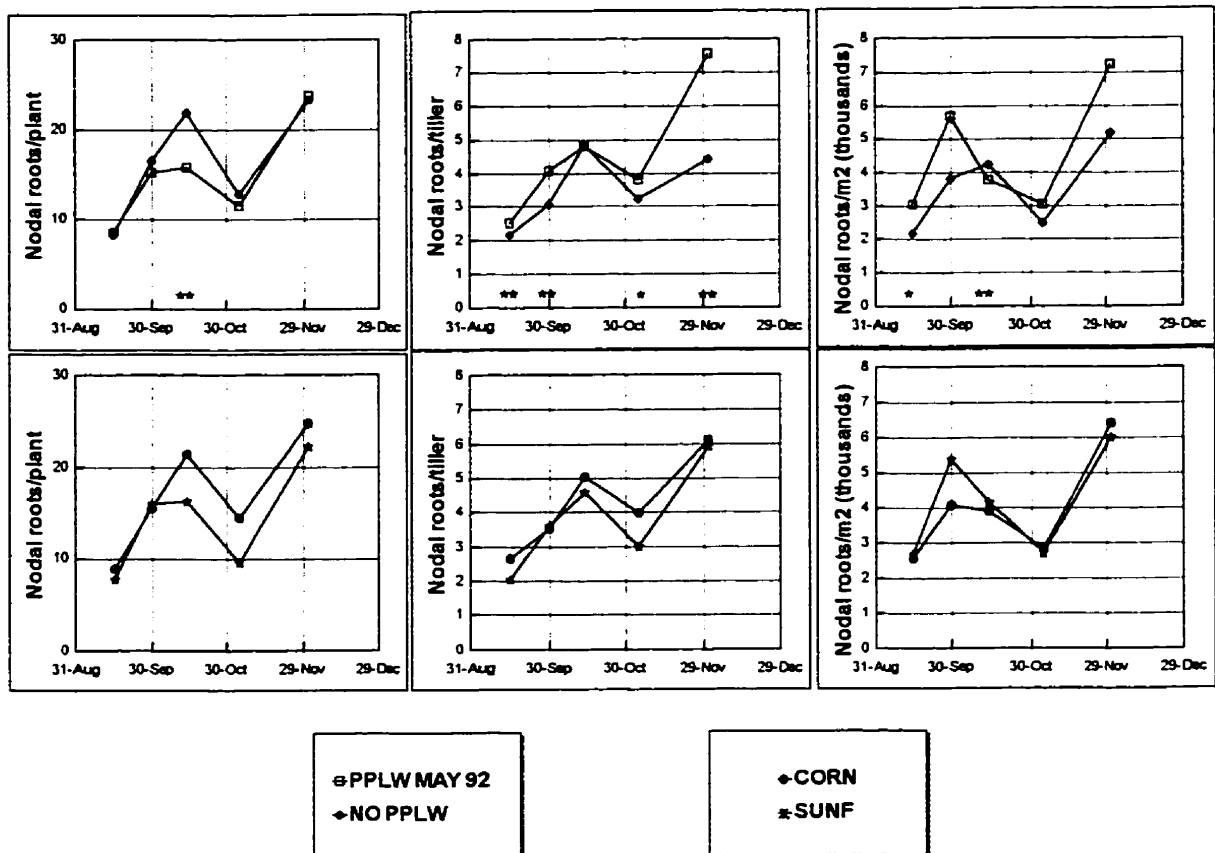 Nodal roots/plant
30
20
10
0
31-Aug 30-Sep 30-Oct 29-Nov 29-Dec
**
Nodal roots/tiller
8
7
6
5
4
3
2
1
0
31-Aug 30-Sep 30-Oct 29-Nov 29-Dec
** ** * **
Nodal roots/m2 (thousands)
8
7
6
5
4
3
2
1
0
31-Aug 30-Sep 30-Oct 29-Nov 29-Dec
* **
Nodal roots/plant
30
20
10
0
31-Aug 30-Sep 30-Oct 29-Nov 29-Dec
Nodal roots/tiller
8
7
6
5
4
3
2
1
0
31-Aug 30-Sep 30-Oct 29-Nov 29-Dec
Nodal roots/m2 (thousands)
8
7
6
5
4
3
2
1
0
31-Aug 30-Sep 30-Oct 29-Nov 29-Dec
PPLW MAY 92
NO PPLW
CORN
SUNF